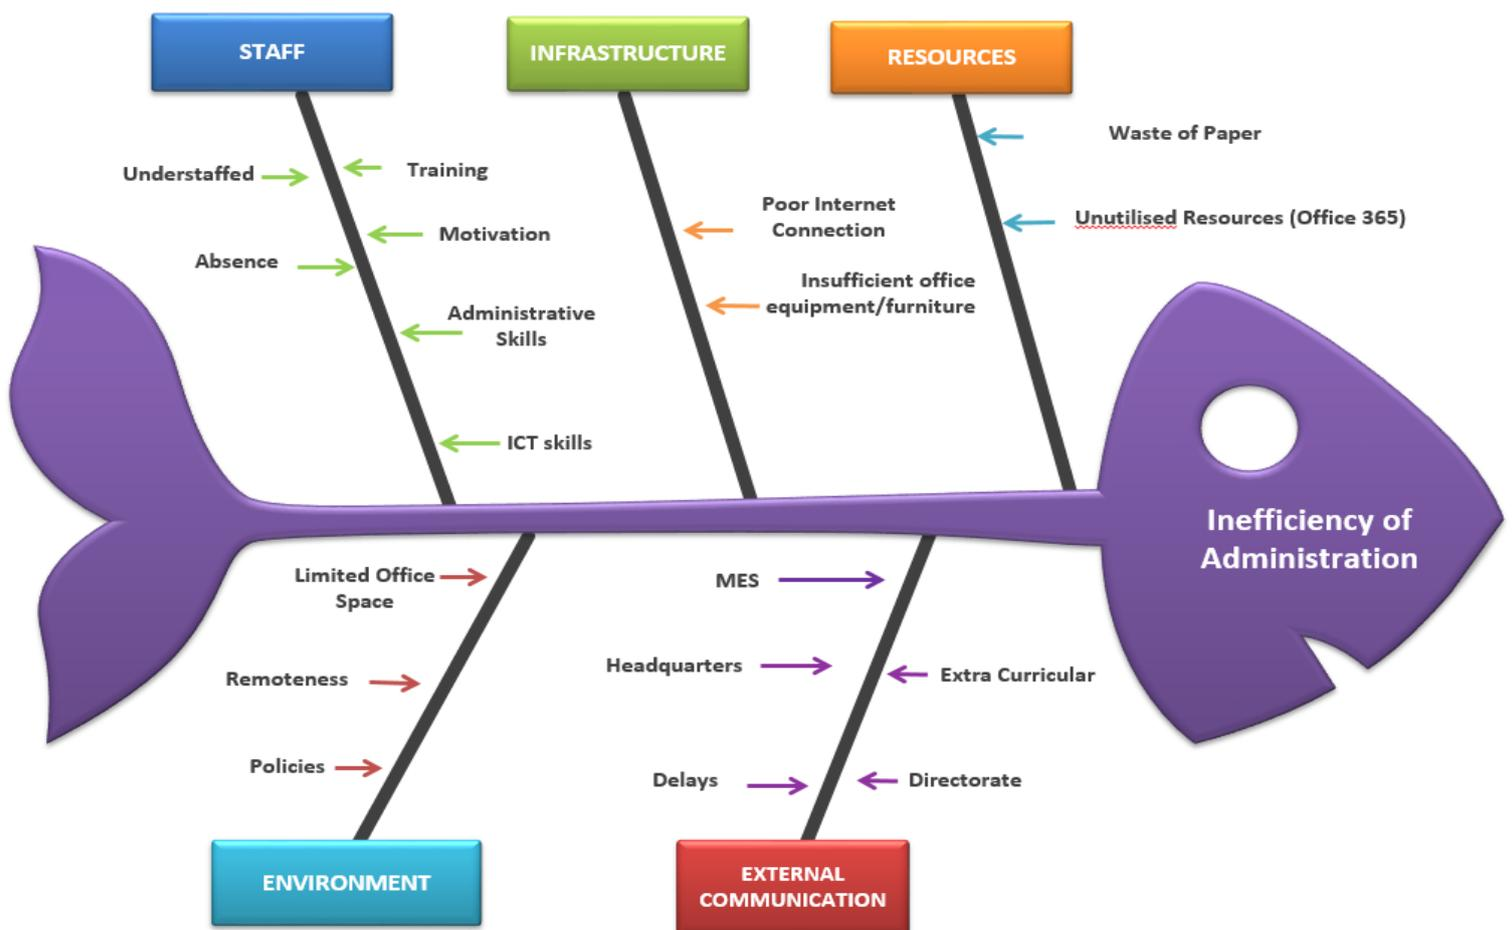 STAFF
INFRASTRUCTURE
RESOURCES
Understaffed
Training
Motivation
Absence
Administrative
Skills
ICT skills
Poor Internet
Connection
Insufficient office
equipment/furniture
Waste of Paper
Unutilised Resources (Office 365)
Inefficiency of
Administration
Limited Office
Space
Remoteness
Policies
MES
Headquarters
Extra Curricular
Delays
Directorate
ENVIRONMENT
EXTERNAL
COMMUNICATION